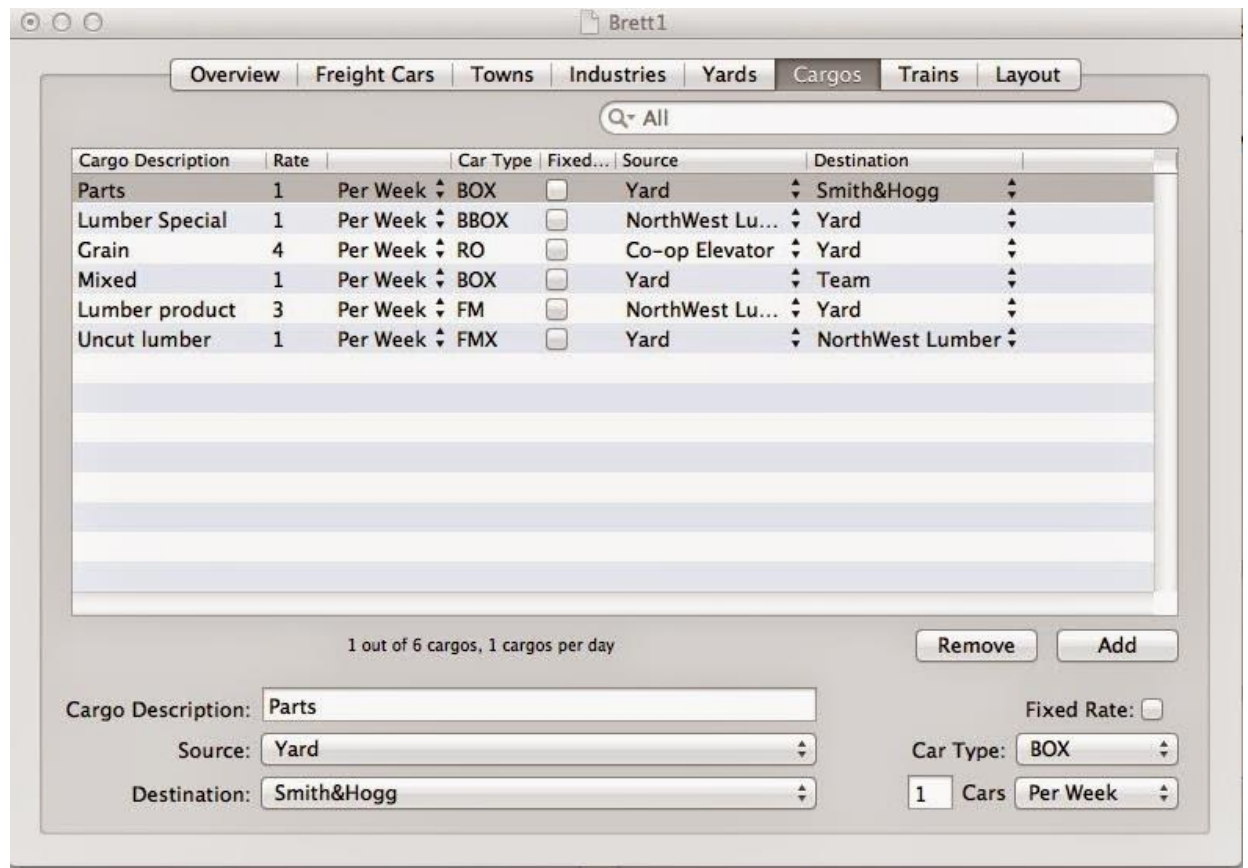 Brett1
Overview Freight Cars Towns Industries Yards Cargos Trains Layout
All
Cargo Description Rate Car Type Fixed... Source Destination
Parts 1 Per Week BOX Yard Smith&Hogg
Lumber Special 1 Per Week BBOX NorthWest Lu... Yard
Grain 4 Per Week RO Co-op Elevator Yard
Mixed 1 Per Week BOX Yard Team
Lumber product 3 Per Week FM NorthWest Lu... Yard
Uncut lumber 1 Per Week FMX Yard NorthWest Lumber
1 out of 6 cargos, 1 cargos per day Remove Add
Cargo Description: Parts Fixed Rate:
Source: Yard Car Type: BOX
Destination: Smith&Hogg 1 Cars Per Week